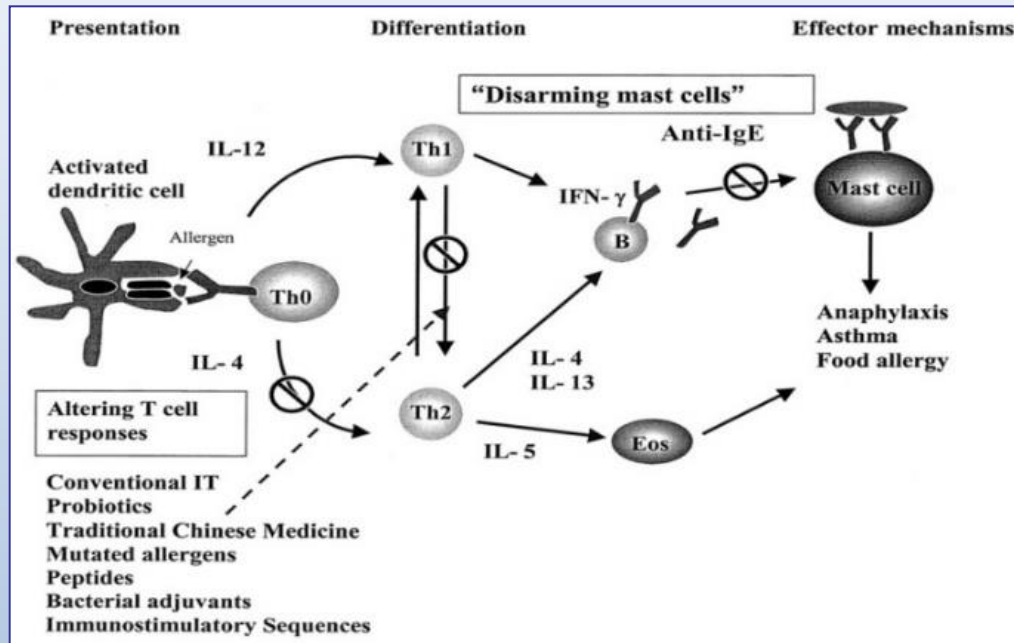 Presentation
Differentiation
Effector mechanisms
“Disarming mast cells”
Anti-IgE
IL-12
Th1
Activated
dendritic cell
Allergen
Mast cell
IFN- γ
B
Th0
IL- 4
Anaphylaxis
Asthma
Food allergy
IL- 4
IL- 13
Th2
IL- 5
Eos
Altering T cell
responses
Conventional IT
Probiotics
Traditional Chinese Medicine
Mutated allergens
Peptides
Bacterial adjuvants
Immunostimulatory Sequences